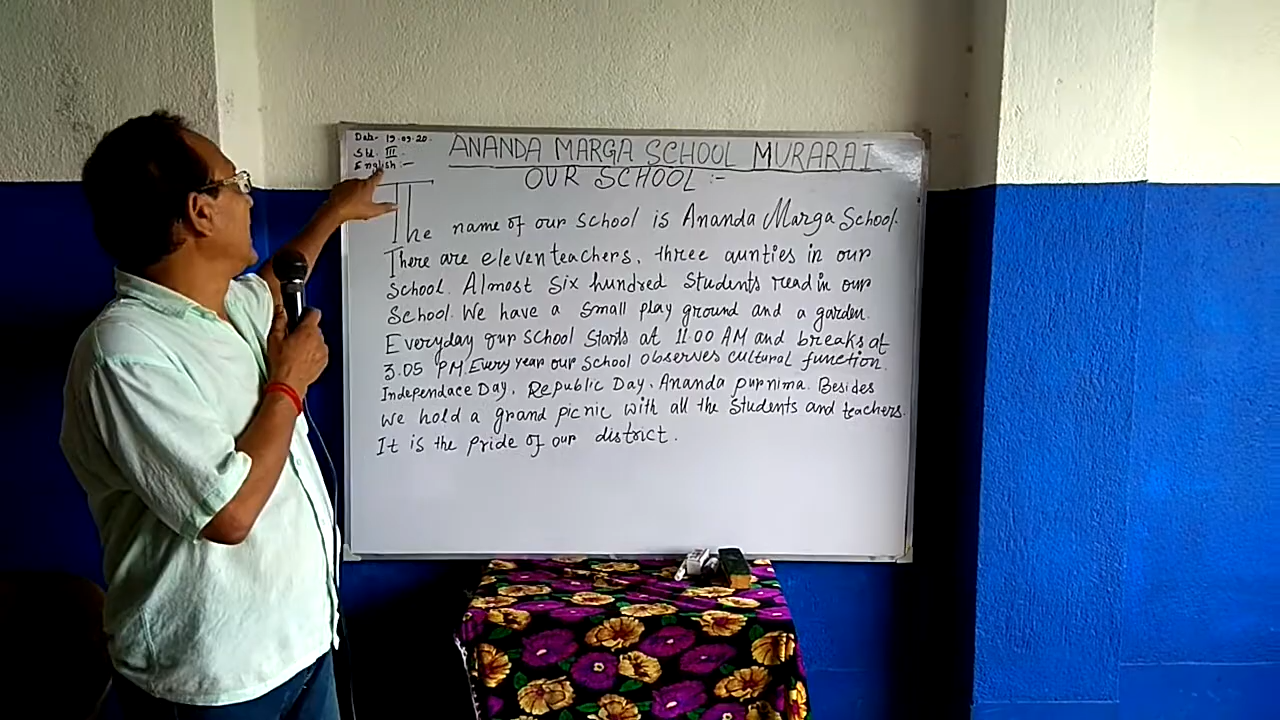 Date- 19.09.20.
Std. III
English :-
ANANDA MARGA SCHOOL MURARAI
OUR SCHOOL :-
The name of our school is Ananda Marga School.
There are eleven teachers, three aunties in our
School. Almost Six hundred Students read in our
School. We have a small play ground and a garden.
Everyday our School Starts at 11.00 AM and breaks at
3.05 PM. Every year our School observes cultural function.
Independace Day, Republic Day, Ananda purnima. Besides
We hold a grand picnic with all the Students and teachers.
It is the pride of our district.